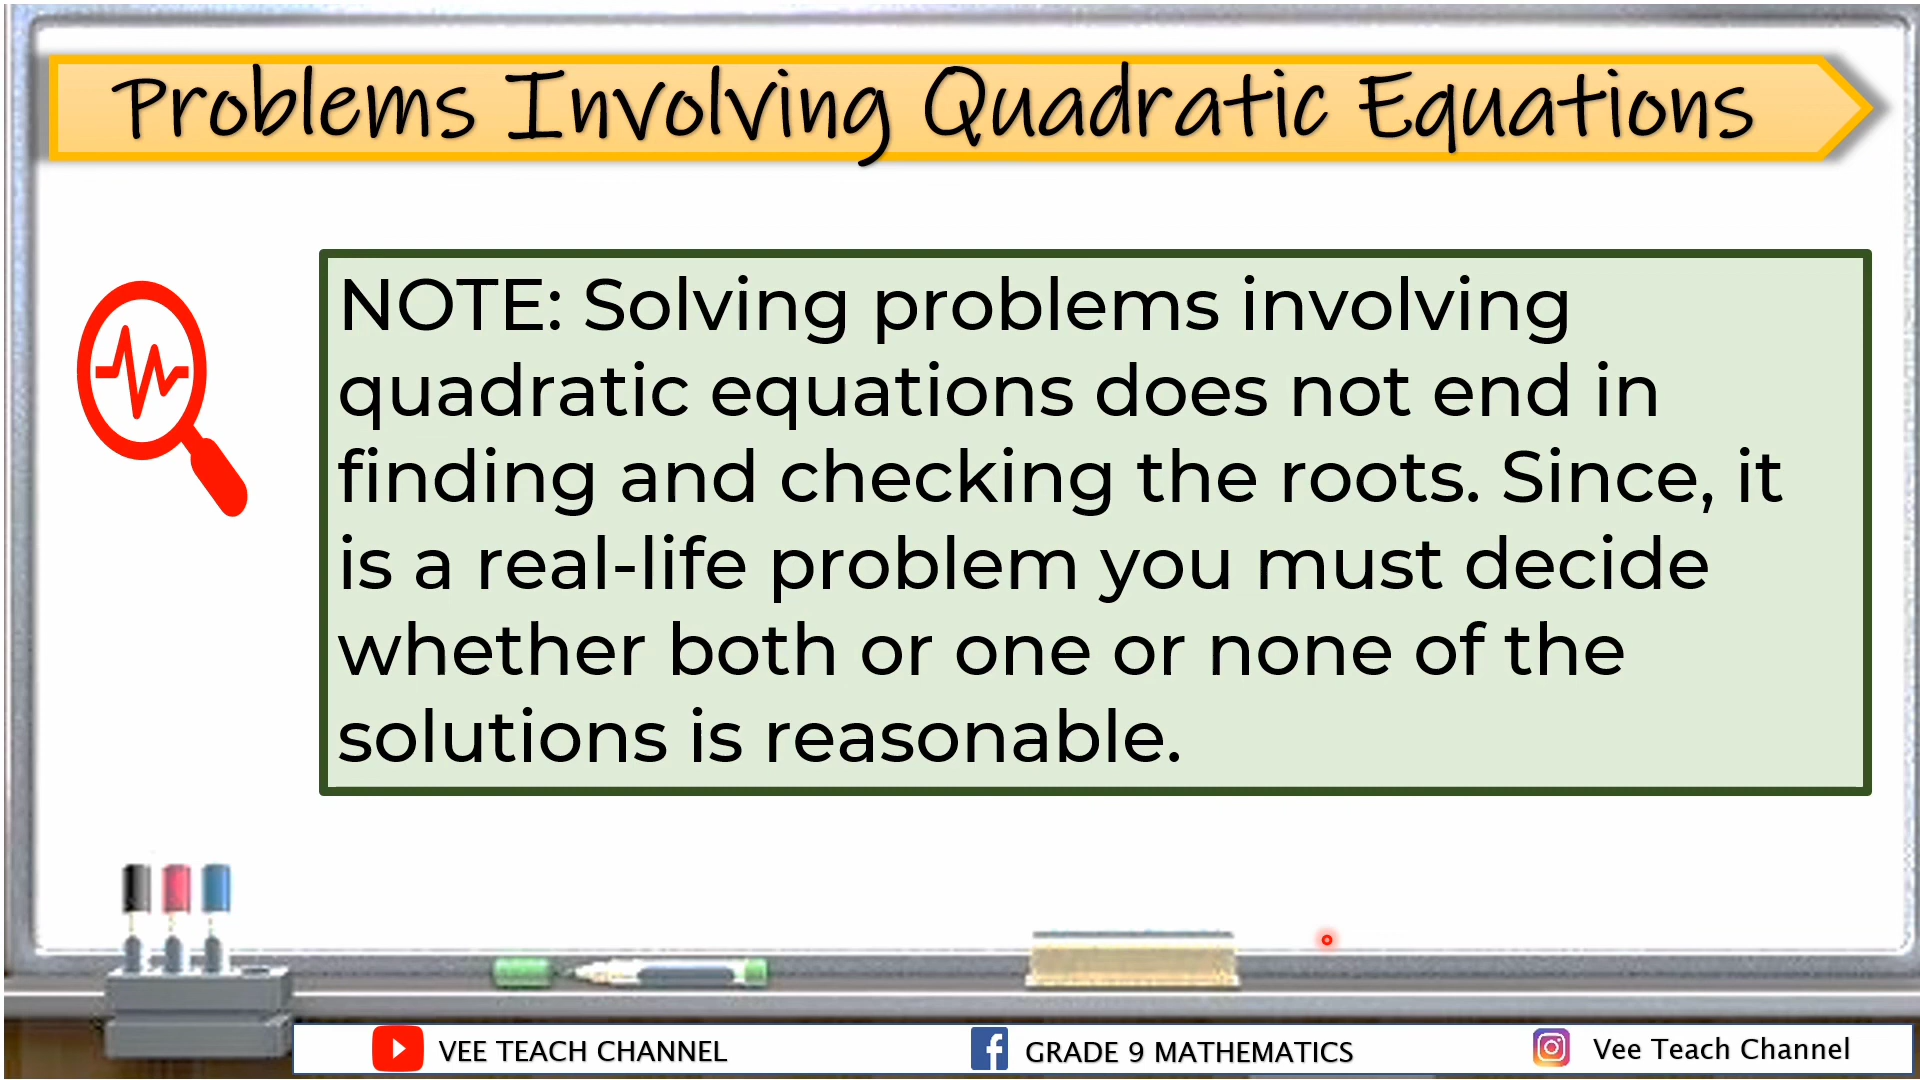 Problems Involving Quadratic Equations
NOTE: Solving problems involving
quadratic equations does not end in
finding and checking the roots. Since, it
is a real-life problem you must decide
whether both or one or none of the
solutions is reasonable.
VEE TEACH CHANNEL
GRADE 9 MATHEMATICS
Vee Teach Channel